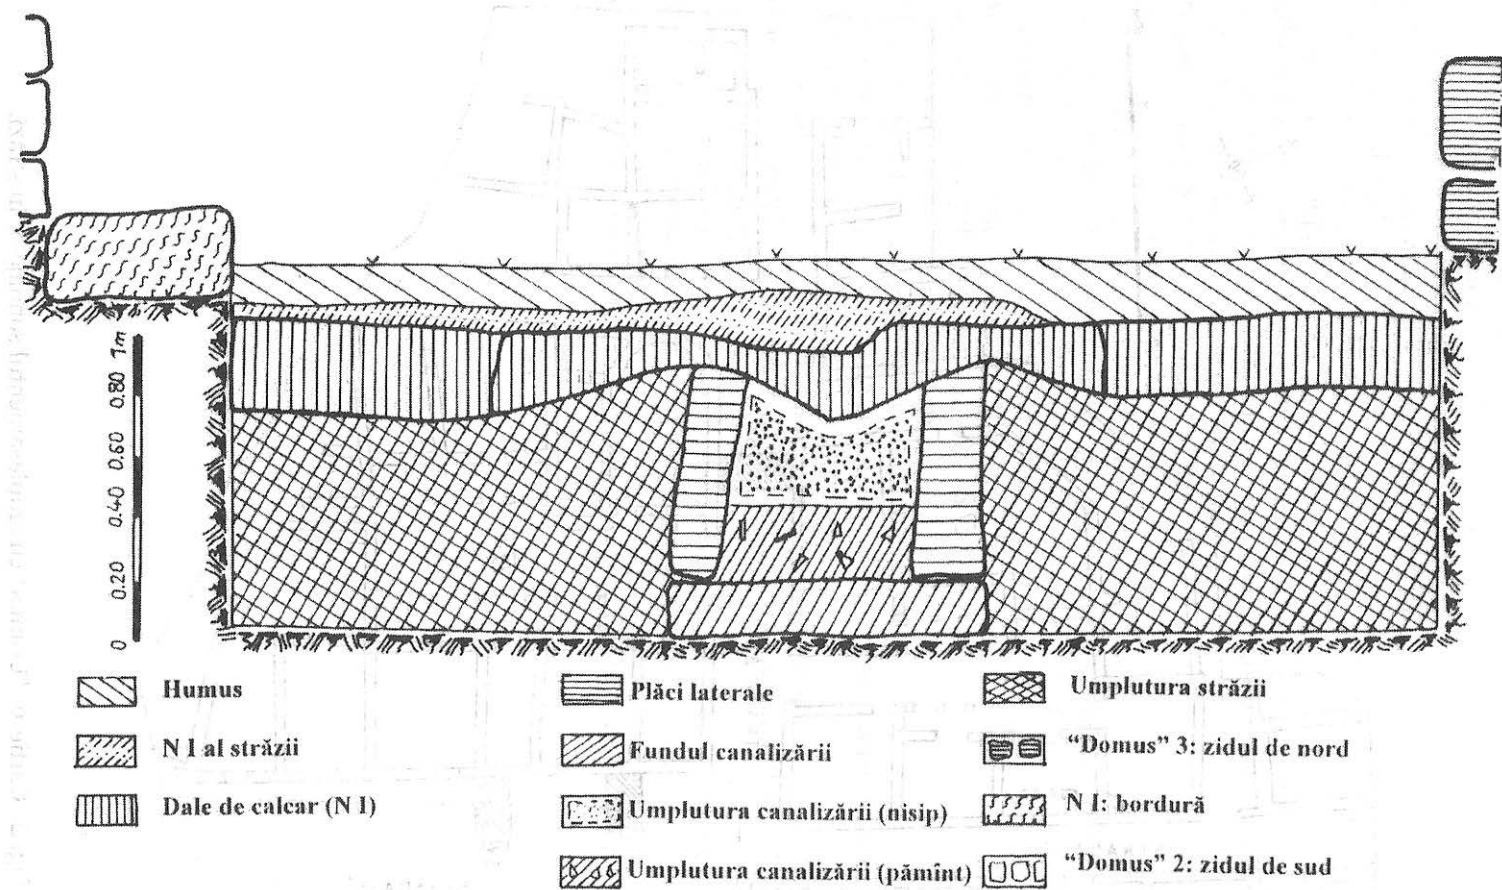 0 0.20 0.40 0.60 0.80 1m
Humus
N I al străzii
Dale de calcar (N I)
Plăci laterale
Fundul canalizării
Umplutura canalizării (nisip)
Umplutura canalizării (pămînt)
Umplutura străzii
“Domus” 3: zidul de nord
N I: bordură
“Domus” 2: zidul de sud